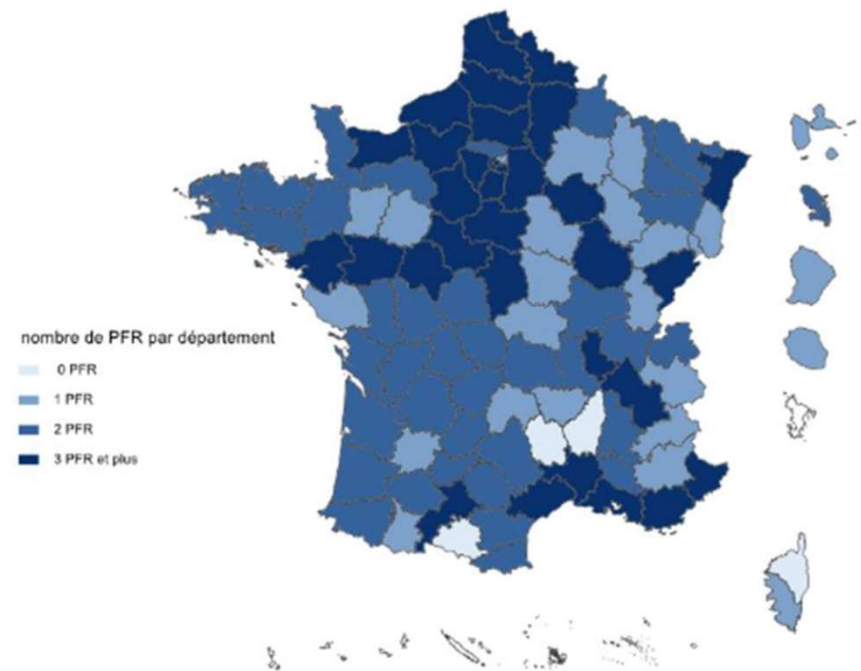 nombre de PFR par département
0 PFR
1 PFR
2 PFR
3 PFR et plus